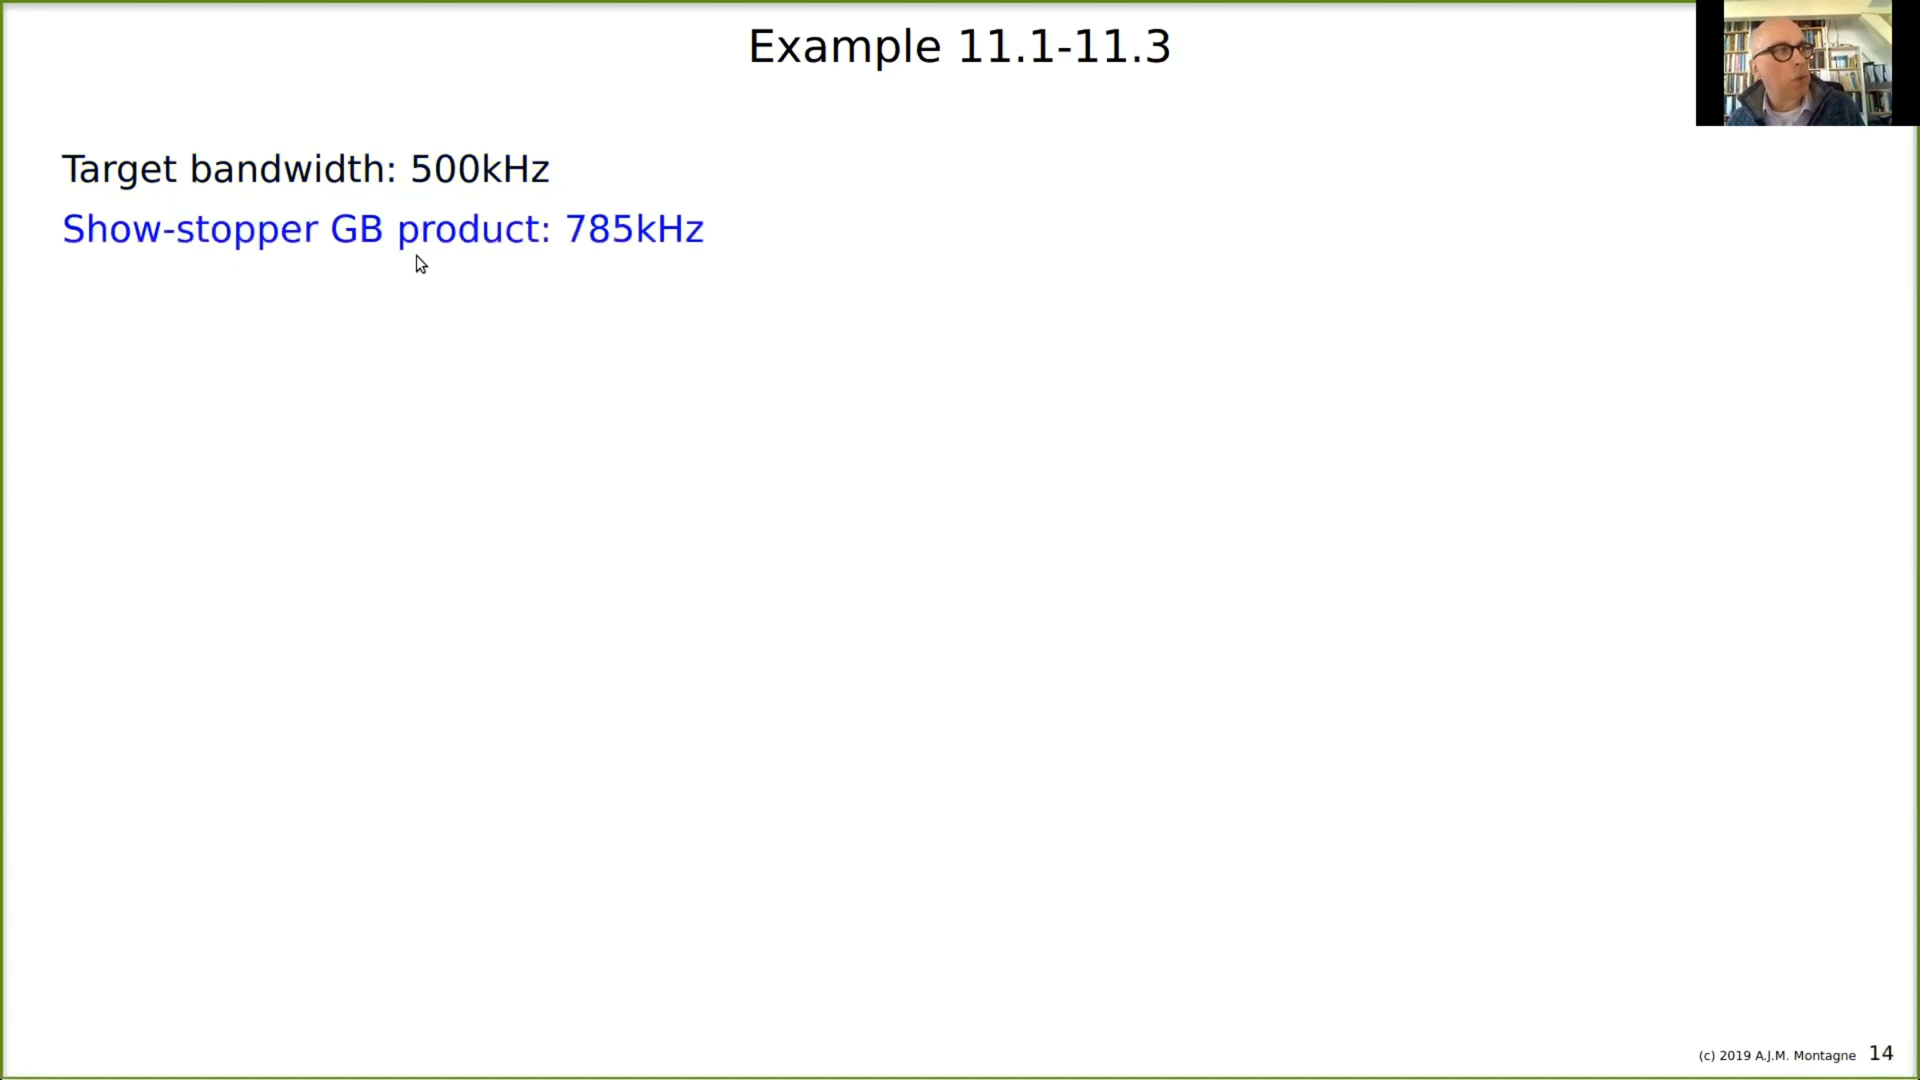 Example 11.1-11.3
Target bandwidth: 500kHz
Show-stopper GB product: 785kHz
(c) 2019 A.J.M. Montagne 14